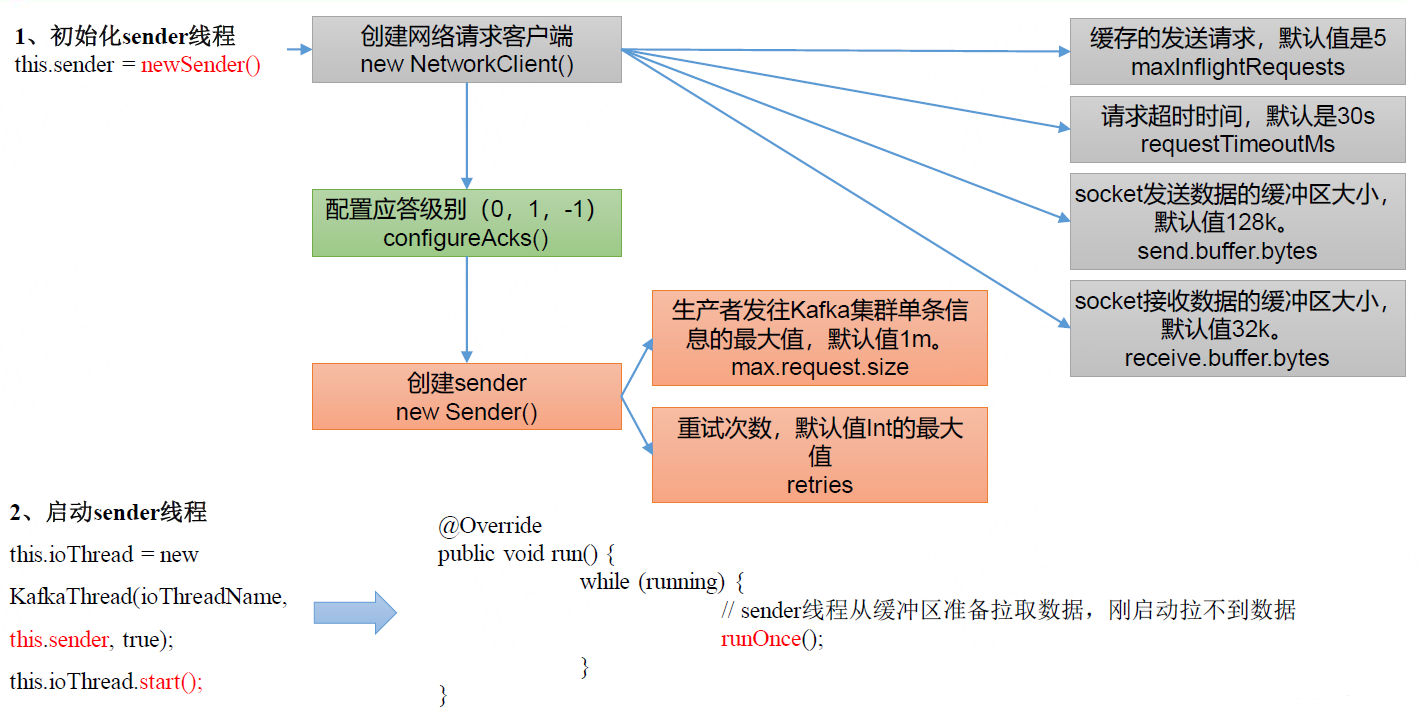 1、初始化sender线程
this.sender = newSender()
创建网络请求客户端
new NetworkClient()
缓存的发送请求，默认值是5
maxInflightRequests
请求超时时间，默认是30s
requestTimeoutMs
socket发送数据的缓冲区大小，
默认值128k。
send.buffer.bytes
socket接收数据的缓冲区大小，
默认值32k。
receive.buffer.bytes
配置应答级别（0，1，-1）
configureAcks()
创建sender
new Sender()
生产者发往Kafka集群单条信
息的最大值，默认值1m。
max.request.size
重试次数，默认值Int的最大
值
retries
2、启动sender线程
this.ioThread = new
KafkaThread(ioThreadName,
this.sender, true);
this.ioThread.start();
@Override
public void run() {
while (running) {
// sender线程从缓冲区准备拉取数据，刚启动拉不到数据
runOnce();
}
}